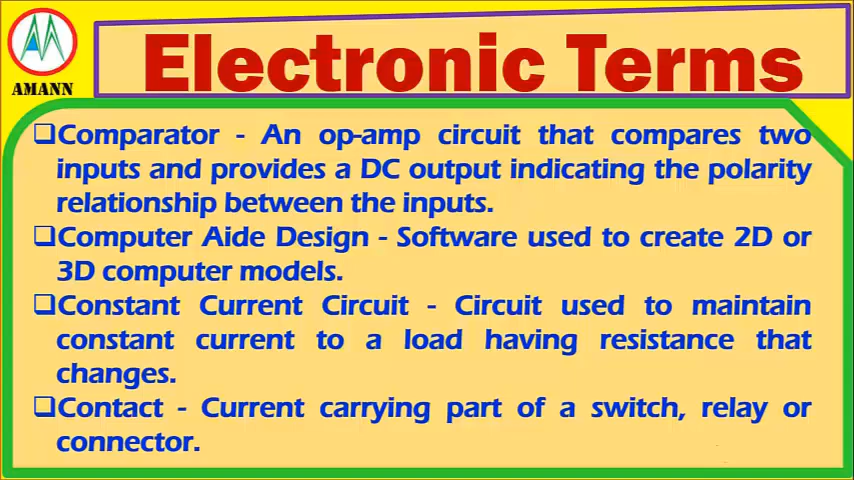 AMANN
Electronic Terms
❑Comparator - An op-amp circuit that compares two
inputs and provides a DC output indicating the polarity
relationship between the inputs.
❑Computer Aide Design - Software used to create 2D or
3D computer models.
❑Constant Current Circuit - Circuit used to maintain
constant current to a load having resistance that
changes.
❑Contact - Current carrying part of a switch, relay or
connector.